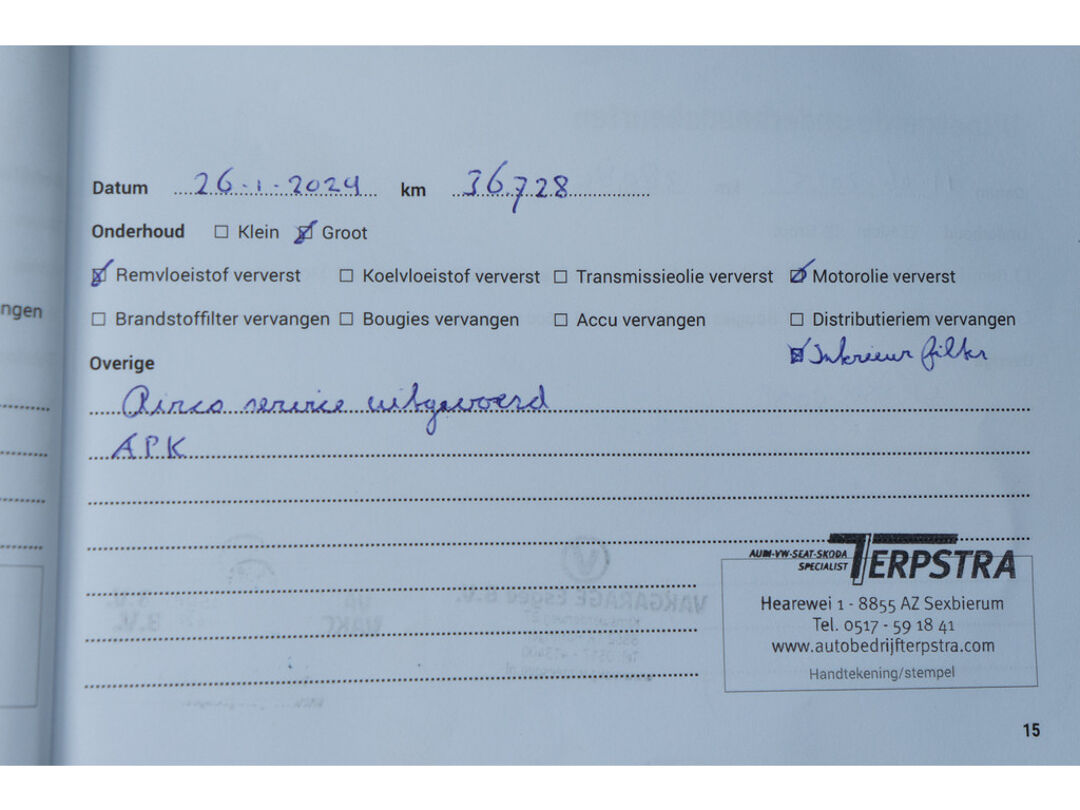 Datum 26-1-2024 km 36.728
Onderhoud ☐ Klein ☒ Groot
☒ Remvloeistof ververst ☐ Koelvloeistof ververst ☐ Transmissieolie ververst ☒ Motorolie ververst
ngen
☐ Brandstoffilter vervangen ☐ Bougies vervangen ☐ Accu vervangen ☐ Distributieriem vervangen
☒ Interieur filter
Overige
Airco service uitgevoerd
APK
AUDI-VW-SEAT-SKODA
SPECIALIST TERPSTRA
Hearewei 1 - 8855 AZ Sexbierum
Tel. 0517 - 59 18 41
www.autobedrijfterpstra.com
Handtekening/stempel
15